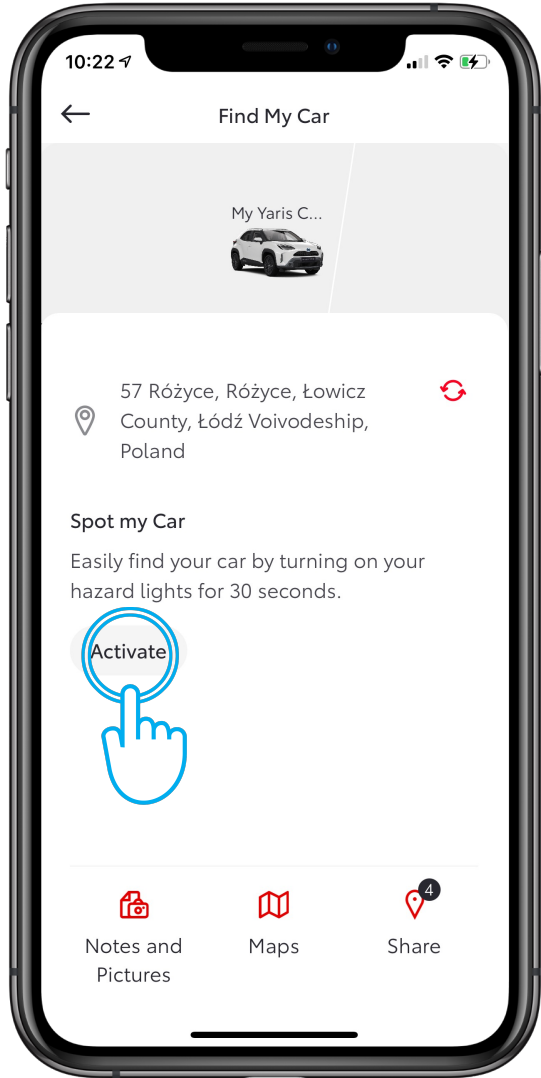 10:22
Find My Car
My Yaris C...
57 Różyce, Różyce, Łowicz
County, Łódź Voivodeship,
Poland
Spot my Car
Easily find your car by turning on your
hazard lights for 30 seconds.
Activate
4
Notes and
Pictures
Maps
Share